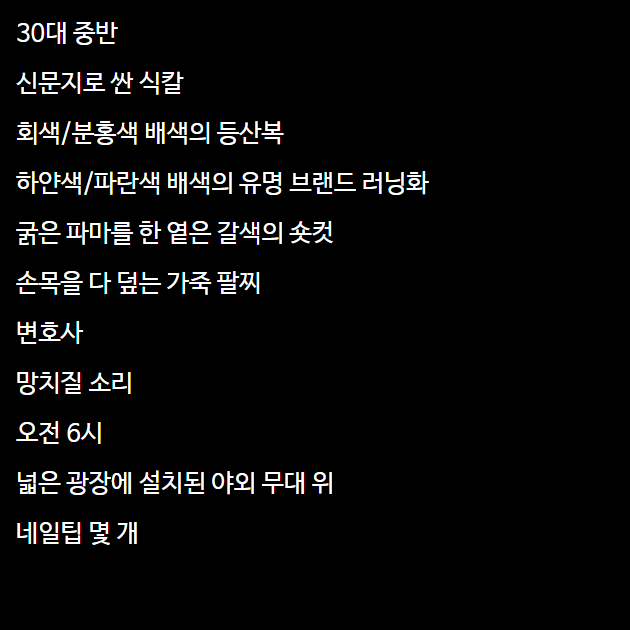 30대 중반
신문지로 싼 식칼
회색/분홍색 배색의 등산복
하얀색/파란색 배색의 유명 브랜드 러닝화
굵은 파마를 한 옅은 갈색의 숏컷
손목을 다 덮는 가죽 팔찌
변호사
망치질 소리
오전 6시
넓은 광장에 설치된 야외 무대 위
네일팁 몇 개